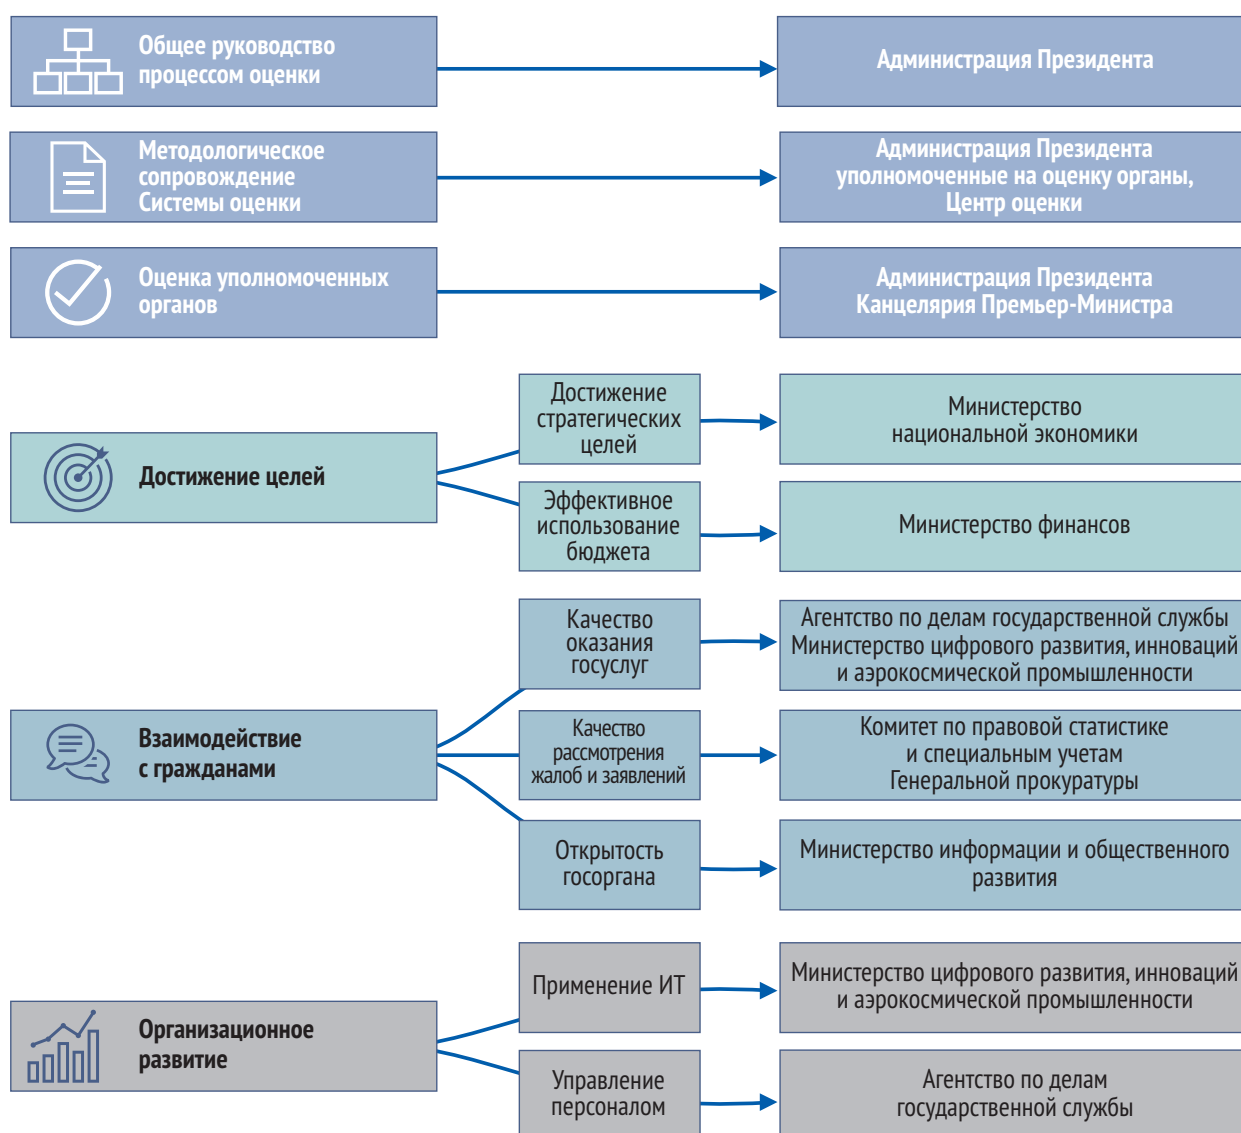 Общее руководство
процессом оценки
Администрация Президента
Методологическое
сопровождение
Системы оценки
Администрация Президента
уполномоченные на оценку органы,
Центр оценки
Оценка уполномоченных
органов
Администрация Президента
Канцелярия Премьер-Министра
Достижение целей
Достижение
стратегических
целей
Министерство
национальной экономики
Эффективное
использование
бюджета
Министерство финансов
Взаимодействие
с гражданами
Качество
оказания
госуслуг
Агентство по делам государственной службы
Министерство цифрового развития, инноваций
и аэрокосмической промышленности
Качество
рассмотрения
жалоб и заявлений
Комитет по правовой статистике
и специальным учетам
Генеральной прокуратуры
Открытость
госоргана
Министерство информации и общественного
развития
Организационное
развитие
Применение ИТ
Министерство цифрового развития, инноваций
и аэрокосмической промышленности
Управление
персоналом
Агентство по делам
государственной службы